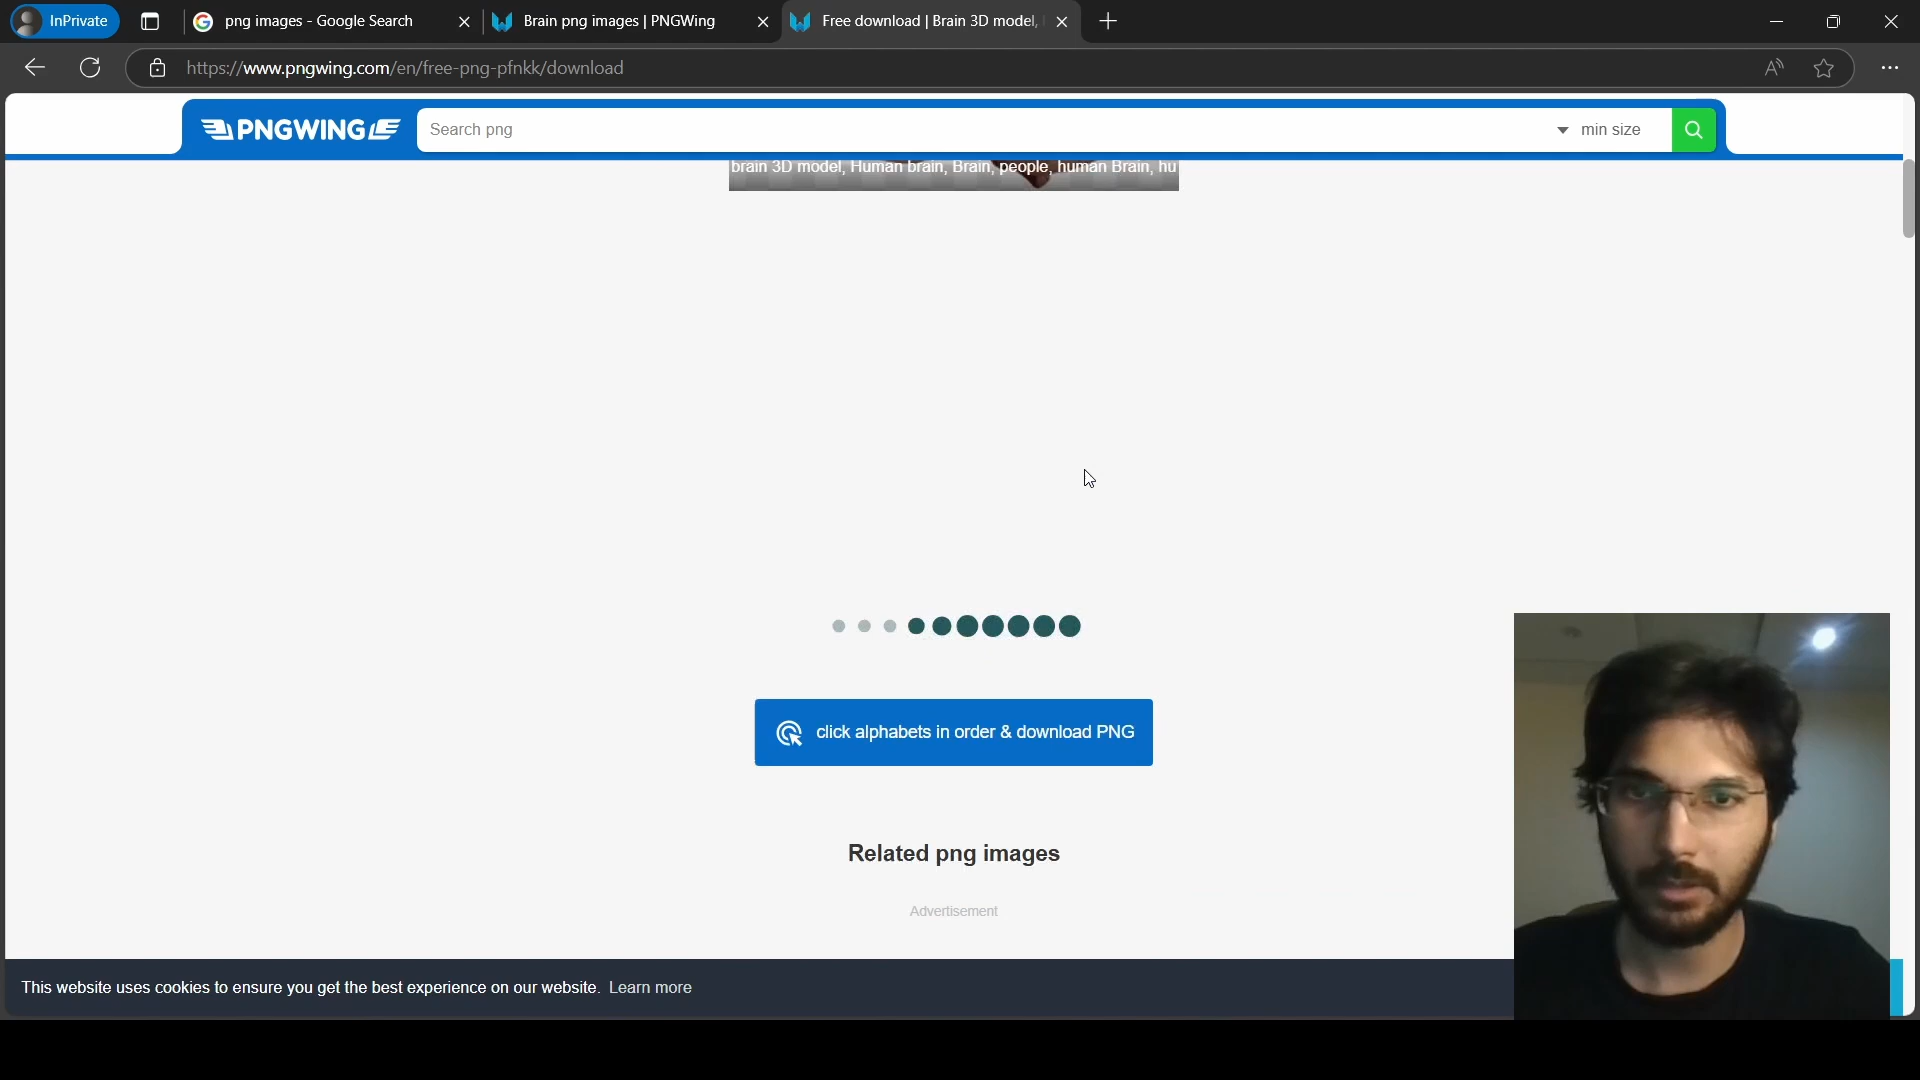 InPrivate
png images - Google Search
Brain png images | PNGWing
Free download | Brain 3D model,
https://www.pngwing.com/en/free-png-pfnkk/download
PNGWING
Search png
min size
brain 3D model, Human brain, Brain, people, human Brain, hu
click alphabets in order & download PNG
Related png images
Advertisement
This website uses cookies to ensure you get the best experience on our website. Learn more